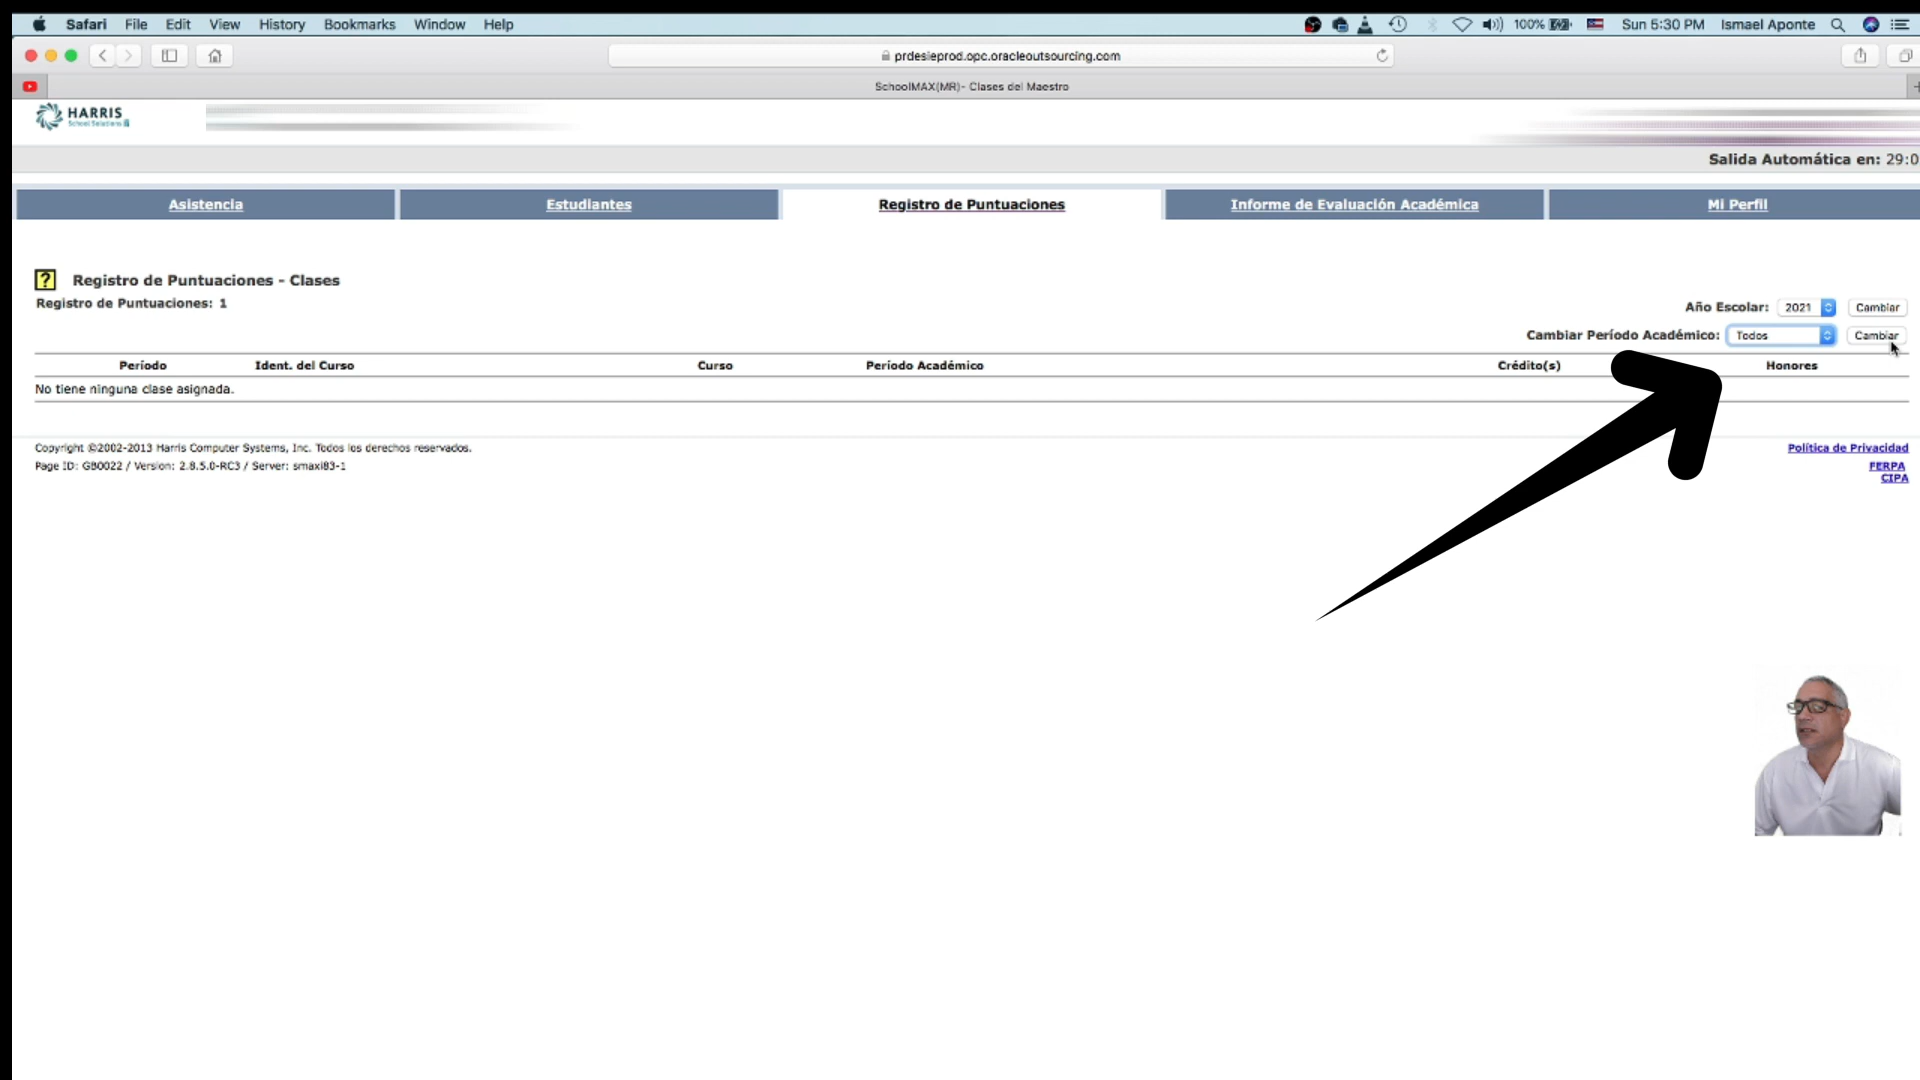 Safari File Edit View History Bookmarks Window Help 100% Sun 5:30 PM Ismael Aponte
prdesieprod.opc.oracleoutsourcing.com
SchoolMAX(MR)- Clases del Maestro
HARRIS
School Solutions
Salida Automática en: 29:0
Asistencia Estudiantes Registro de Puntuaciones Informe de Evaluación Académica Mi Perfil
? Registro de Puntuaciones - Clases
Registro de Puntuaciones: 1
Año Escolar: 2021 Cambiar
Cambiar Período Académico: Todos Cambiar
Período Ident. del Curso Curso Período Académico Crédito(s) Honores
No tiene ninguna clase asignada.
Copyright ©2002-2013 Harris Computer Systems, Inc. Todos los derechos reservados. Política de Privacidad
Page ID: GB0022 / Version: 2.8.5.0-RC3 / Server: smaxi83-1 FERPA
CIPA